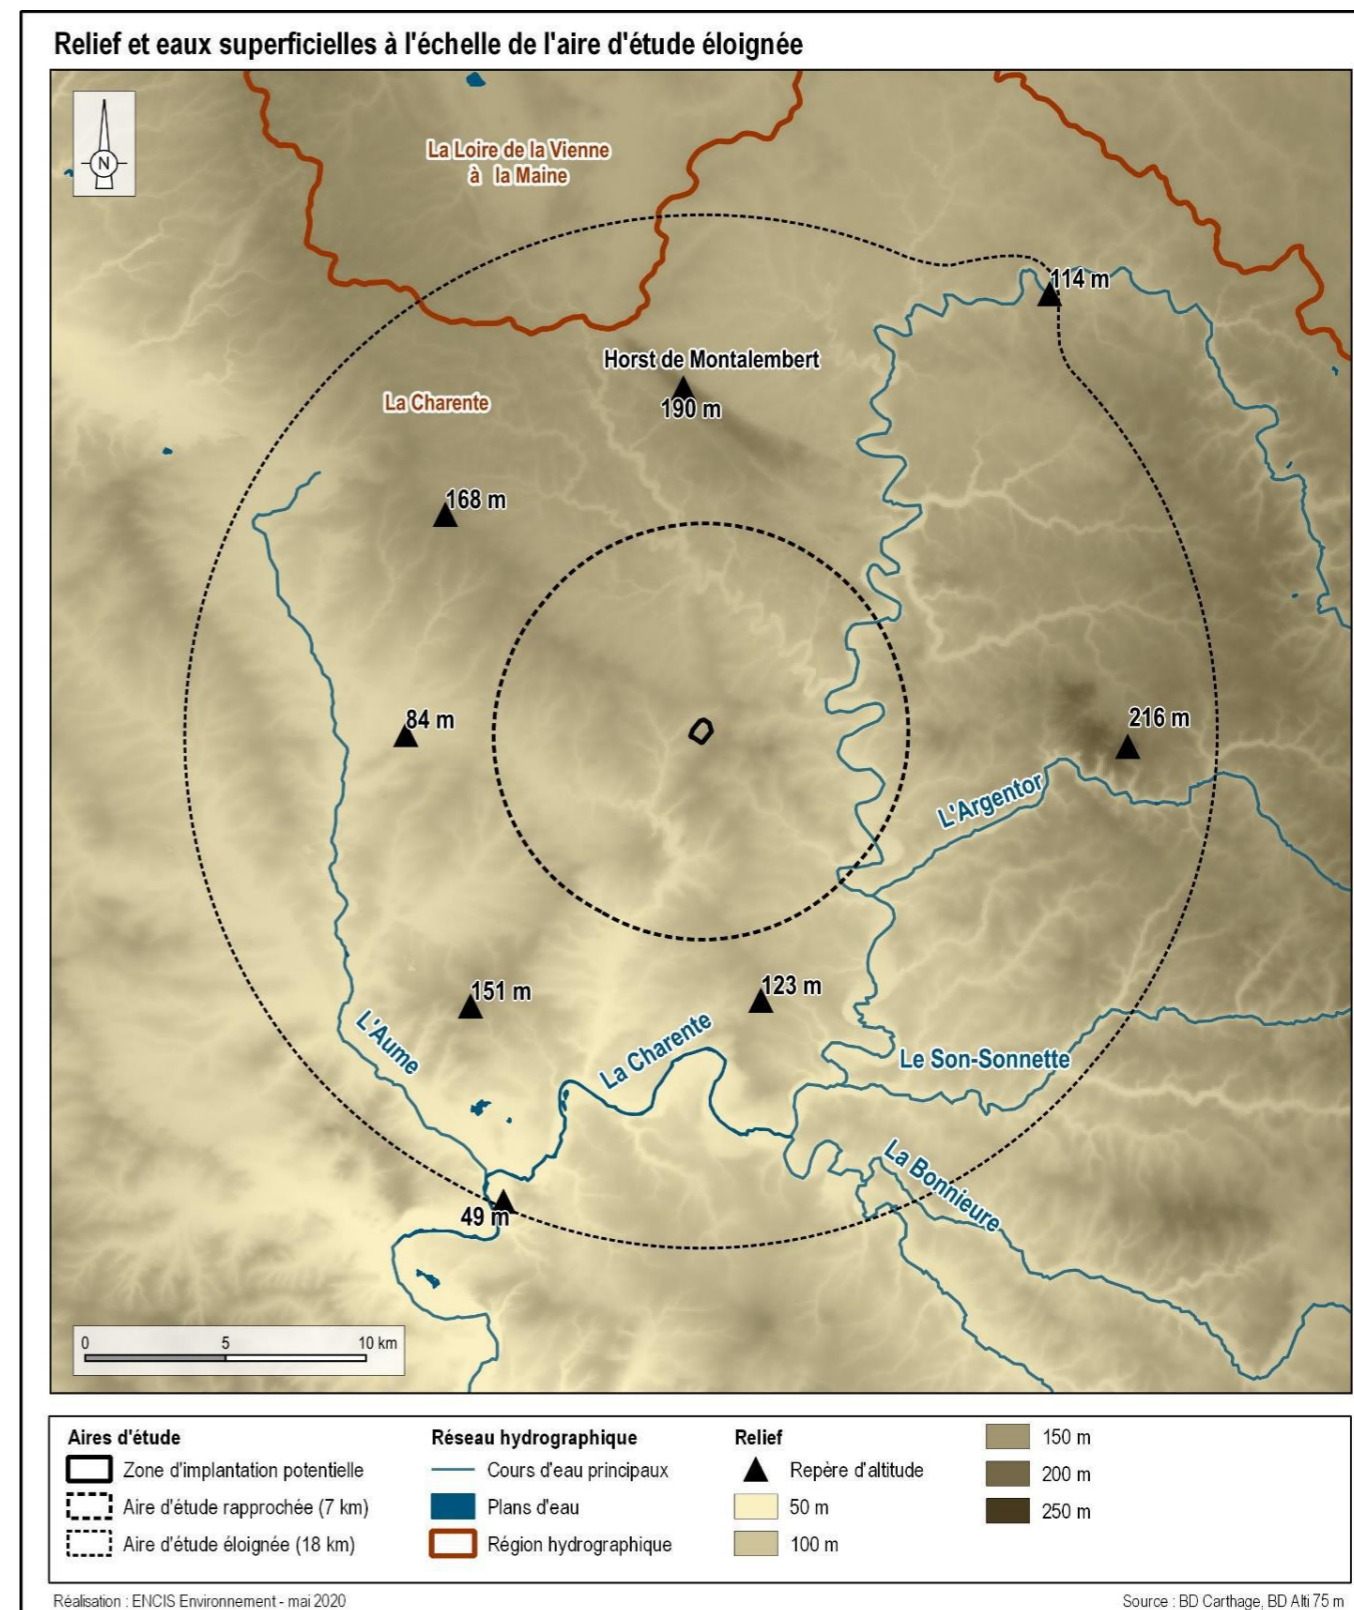 Relief et eaux superficielles à l'échelle de l'aire d'étude éloignée
N
La Loire de la Vienne
à la Maine
114 m
Horst de Montalembert
190 m
La Charente
168 m
84 m
216 m
L'Argentor
151 m
123 m
L'Aume
La Charente
Le Son-Sonnette
La Bonnieure
49 m
0 5 10 km
Aires d'étude
Zone d'implantation potentielle
Aire d'étude rapprochée (7 km)
Aire d'étude éloignée (18 km)
Réseau hydrographique
Cours d'eau principaux
Plans d'eau
Région hydrographique
Relief
Repère d'altitude
50 m
100 m
150 m
200 m
250 m
Réalisation : ENCIS Environnement - mai 2020
Source : BD Carthage, BD Alti 75 m